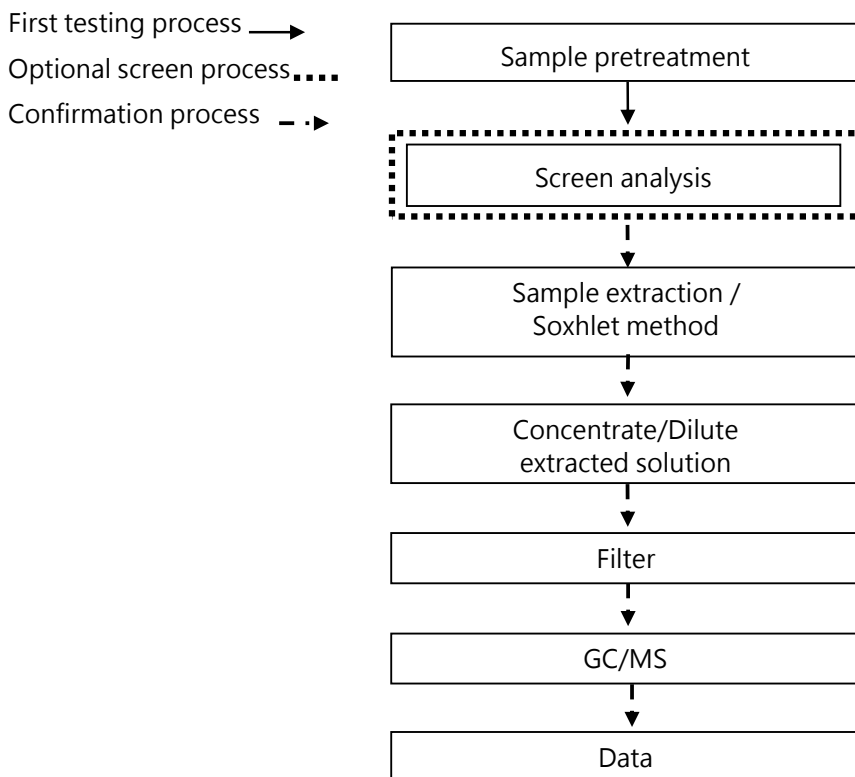 First testing process
Optional screen process
Confirmation process
Sample pretreatment
Screen analysis
Sample extraction /
Soxhlet method
Concentrate/Dilute
extracted solution
Filter
GC/MS
Data